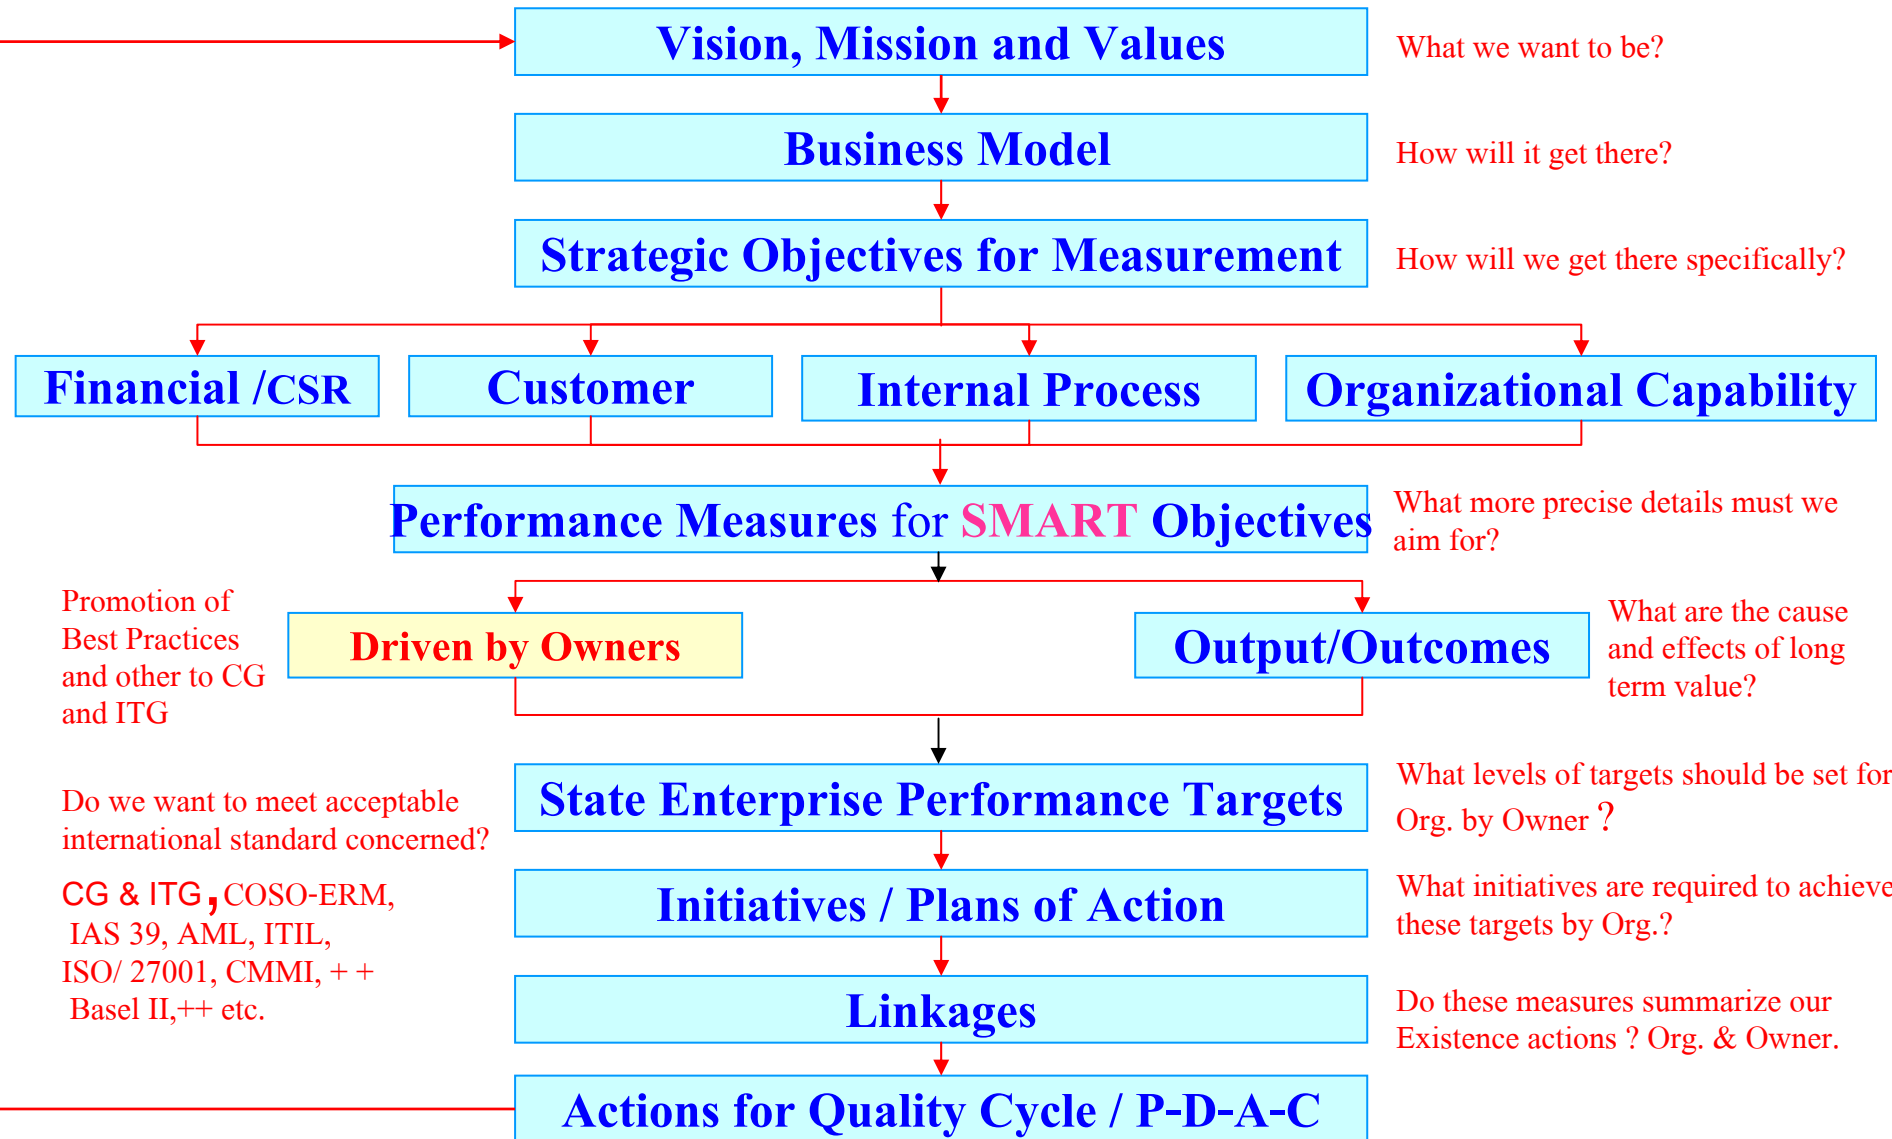 Vision, Mission and Values
What we want to be?
Business Model
How will it get there?
Strategic Objectives for Measurement
How will we get there specifically?
Financial /CSR
Customer
Internal Process
Organizational Capability
Performance Measures for SMART Objectives
What more precise details must we
aim for?
Promotion of
Best Practices
and other to CG
and ITG
Driven by Owners
Output/Outcomes
What are the cause
and effects of long
term value?
Do we want to meet acceptable
international standard concerned?
State Enterprise Performance Targets
What levels of targets should be set for
Org. by Owner ?
CG & ITG , COSO-ERM,
IAS 39, AML, ITIL,
ISO/ 27001, CMMI, + +
Basel II,++ etc.
Initiatives / Plans of Action
What initiatives are required to achieve
these targets by Org.?
Linkages
Do these measures summarize our
Existence actions ? Org. & Owner.
Actions for Quality Cycle / P-D-A-C